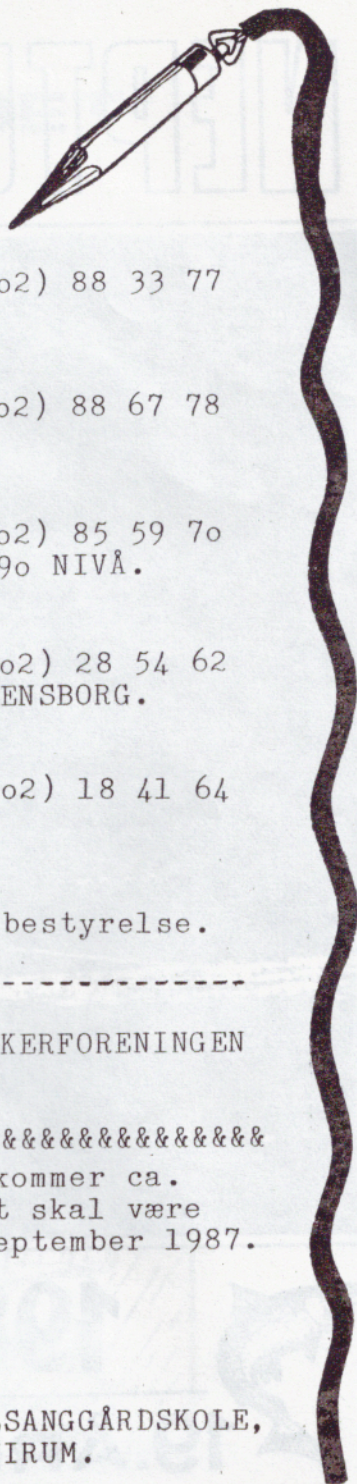 o2) 88 33 77
o2) 88 67 78
o2) 85 59 7o
9o NIVÅ.
o2) 28 54 62
ENSBORG.
o2) 18 41 64
bestyrelse.
KERFORENINGEN
&&&&&&&&&&&&&&&
kommer ca.
t skal være
eptember 1987.
SANGGÅRDSKOLE,
IRUM.